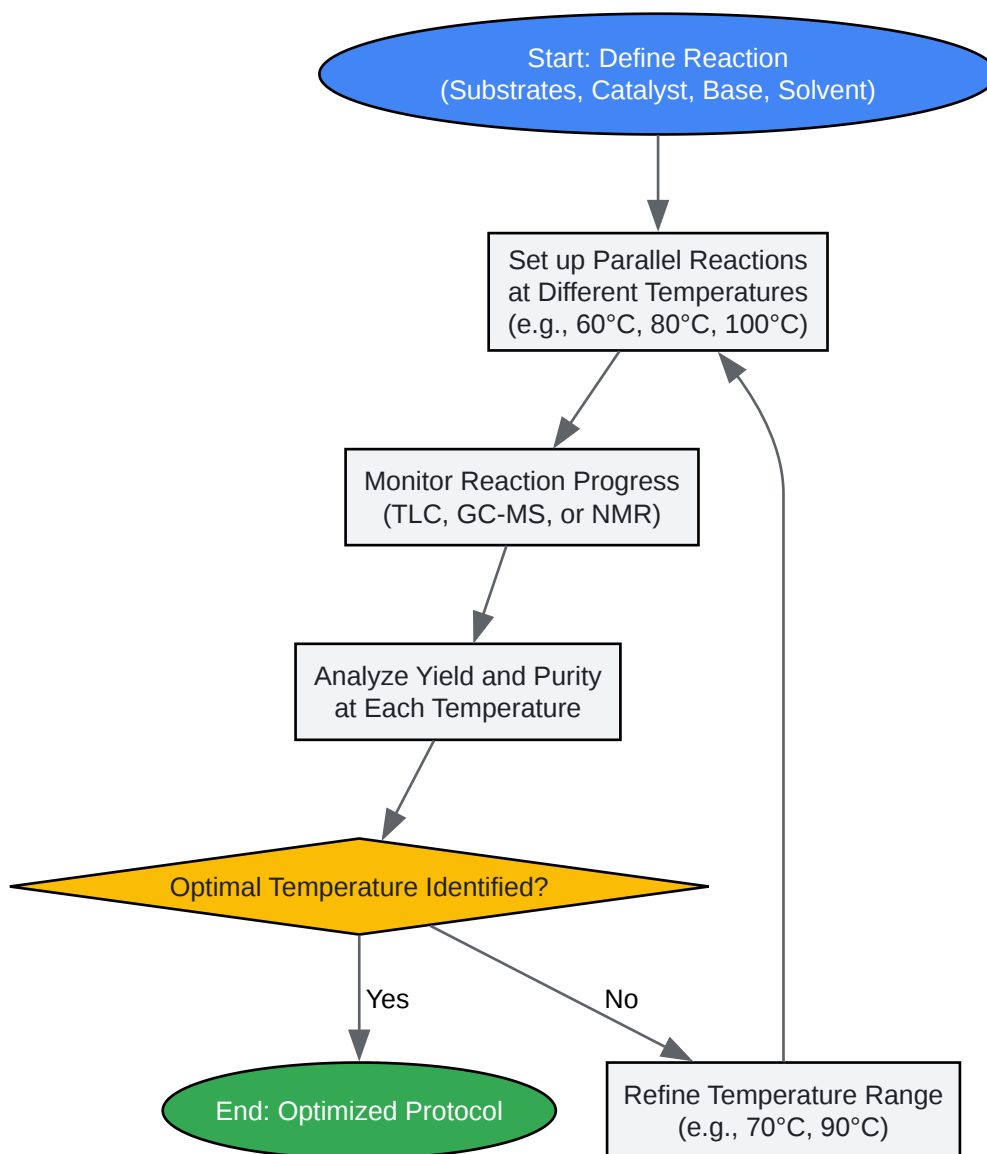 Start: Define Reaction
(Substrates, Catalyst, Base, Solvent)
Set up Parallel Reactions
at Different Temperatures
(e.g., 60°C, 80°C, 100°C)
Monitor Reaction Progress
(TLC, GC-MS, or NMR)
Analyze Yield and Purity
at Each Temperature
Optimal Temperature Identified?
Yes
No
End: Optimized Protocol
Refine Temperature Range
(e.g., 70°C, 90°C)